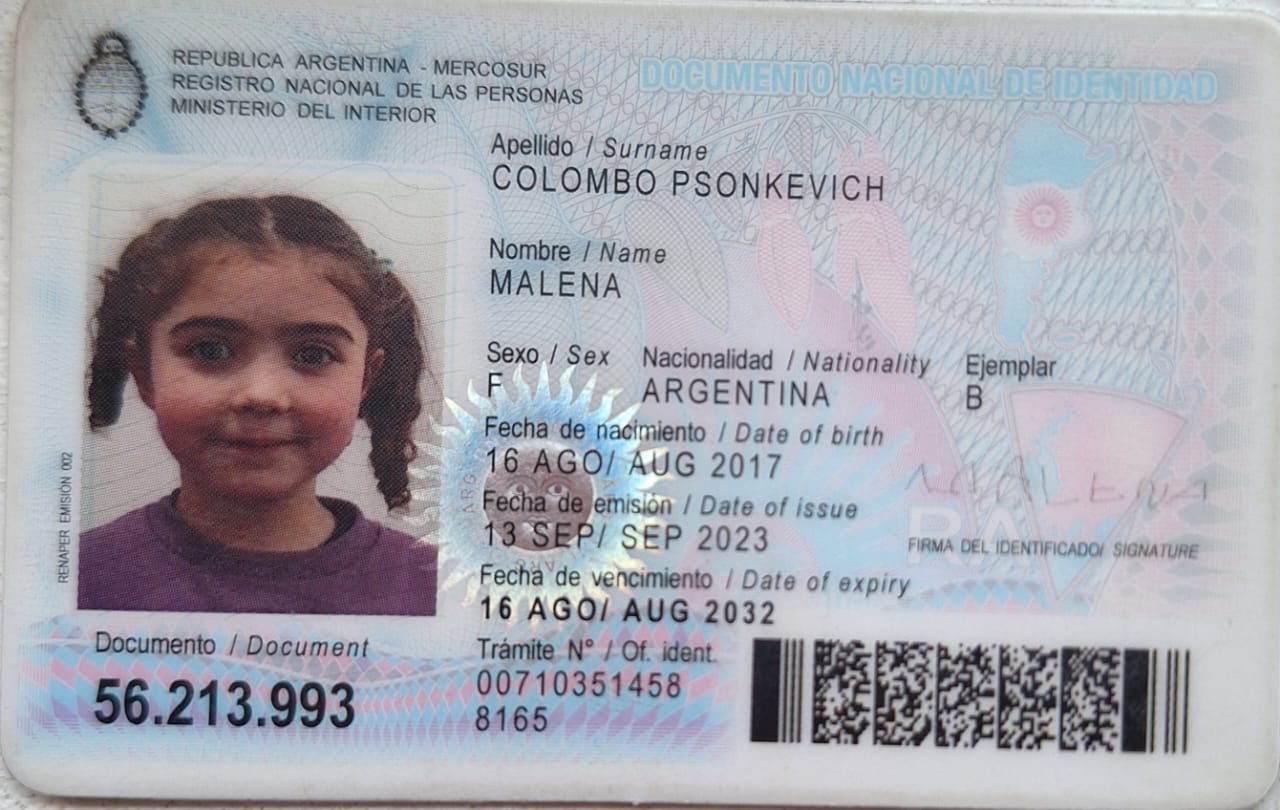 REPUBLICA ARGENTINA - MERCOSUR
REGISTRO NACIONAL DE LAS PERSONAS
MINISTERIO DEL INTERIOR
DOCUMENTO NACIONAL DE IDENTIDAD
Apellido / Surname
COLOMBO PSONKEVICH
Nombre / Name
MALENA
Sexo / Sex Nacionalidad / Nationality Ejemplar
F ARGENTINA B
Fecha de nacimiento / Date of birth
16 AGO/ AUG 2017
Fecha de emisión / Date of issue
13 SEP/ SEP 2023
MALENA
RA
FIRMA DEL IDENTIFICADO/ SIGNATURE
Fecha de vencimiento / Date of expiry
16 AGO/ AUG 2032
RENAPER EMISIÓN 002
Documento / Document
56.213.993
Trámite Nº / Of. ident.
00710351458
8165